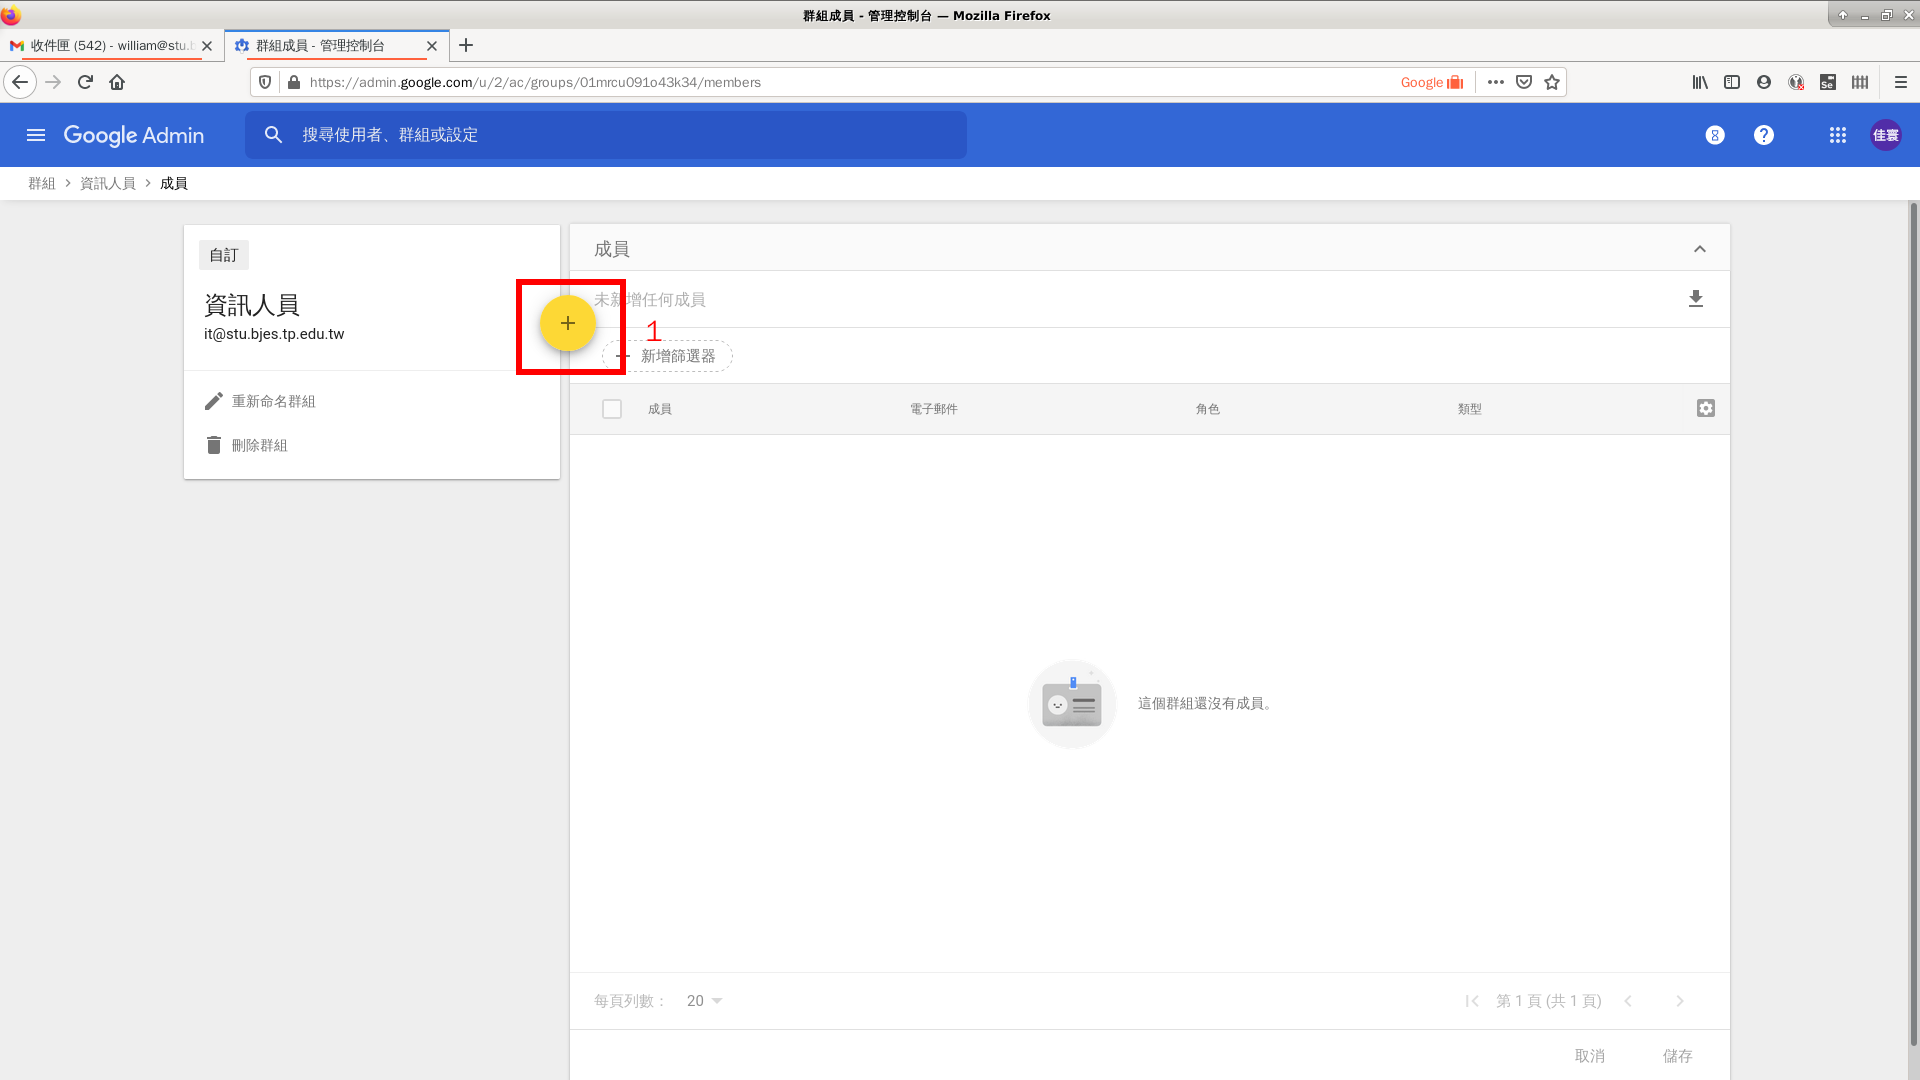 群組成員 - 管理控制台 — Mozilla Firefox
收件匣 (542) - william@stu.b
群組成員 - 管理控制台
https://admin.google.com/u/2/ac/groups/01mrcu091o43k34/members
Google
Se
Google Admin
搜尋使用者、群組或設定
佳寰
群組 > 資訊人員 > 成員
自訂
資訊人員
it@stu.bjes.tp.edu.tw
重新命名群組
刪除群組
成員
未新增任何成員
1
新增篩選器
成員 電子郵件 角色 類型
這個群組還沒有成員。
每頁列數： 20
第 1 頁 (共 1 頁)
取消 儲存